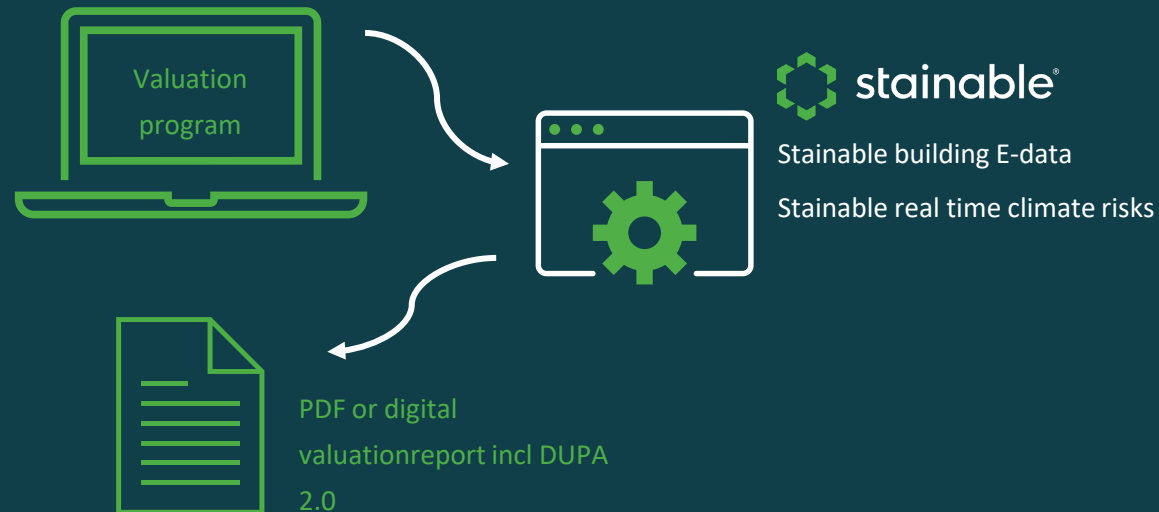 Valuation
program
stainable®
Stainable building E-data
Stainable real time climate risks
PDF or digital
valuationreport incl DUPA
2.0